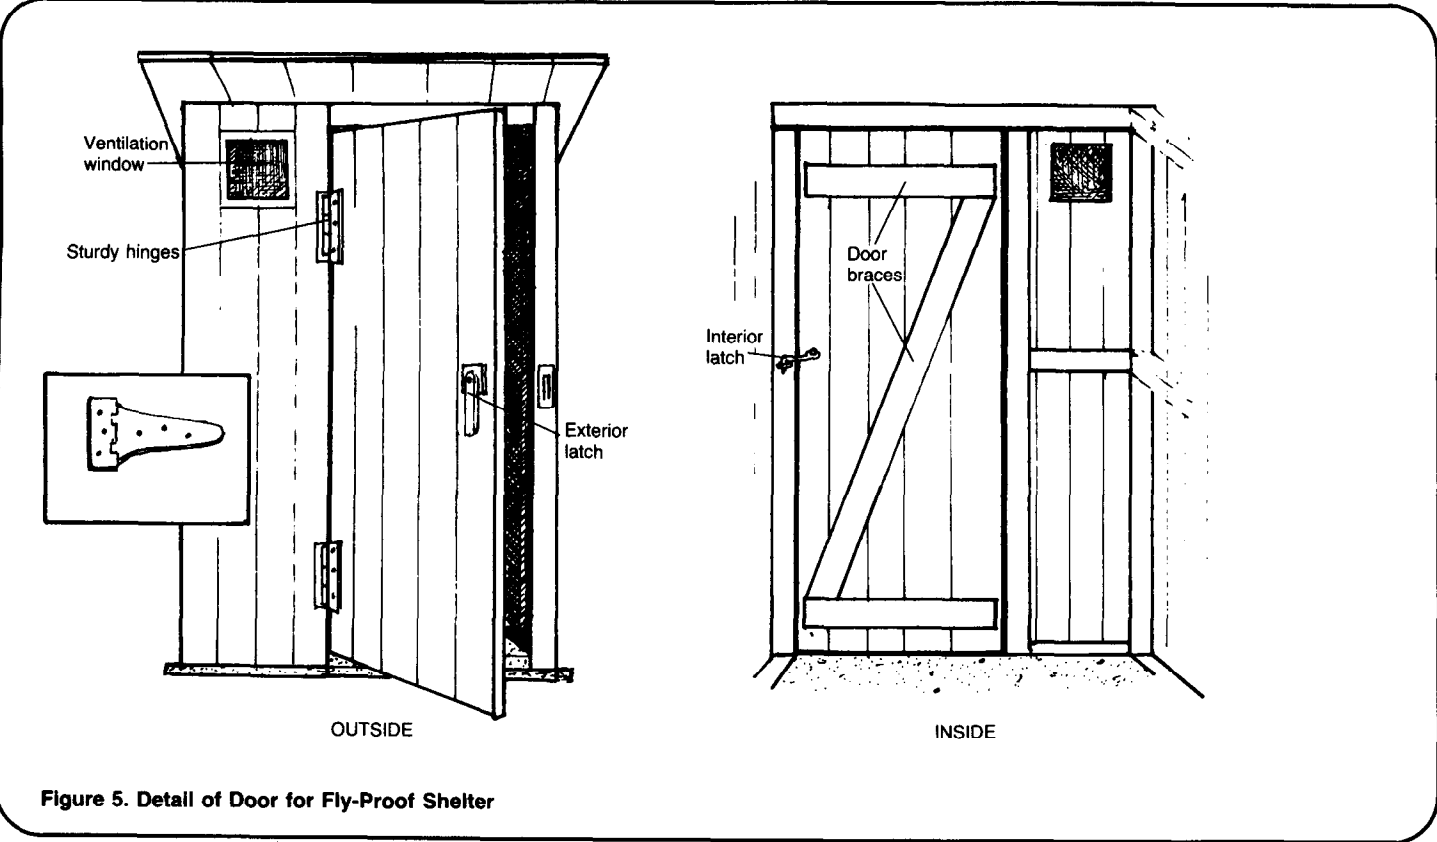 Ventilation
window
Sturdy hinges
Exterior
latch
OUTSIDE
Door
braces
Interior
latch
INSIDE
Figure 5. Detail of Door for Fly-Proof Shelter